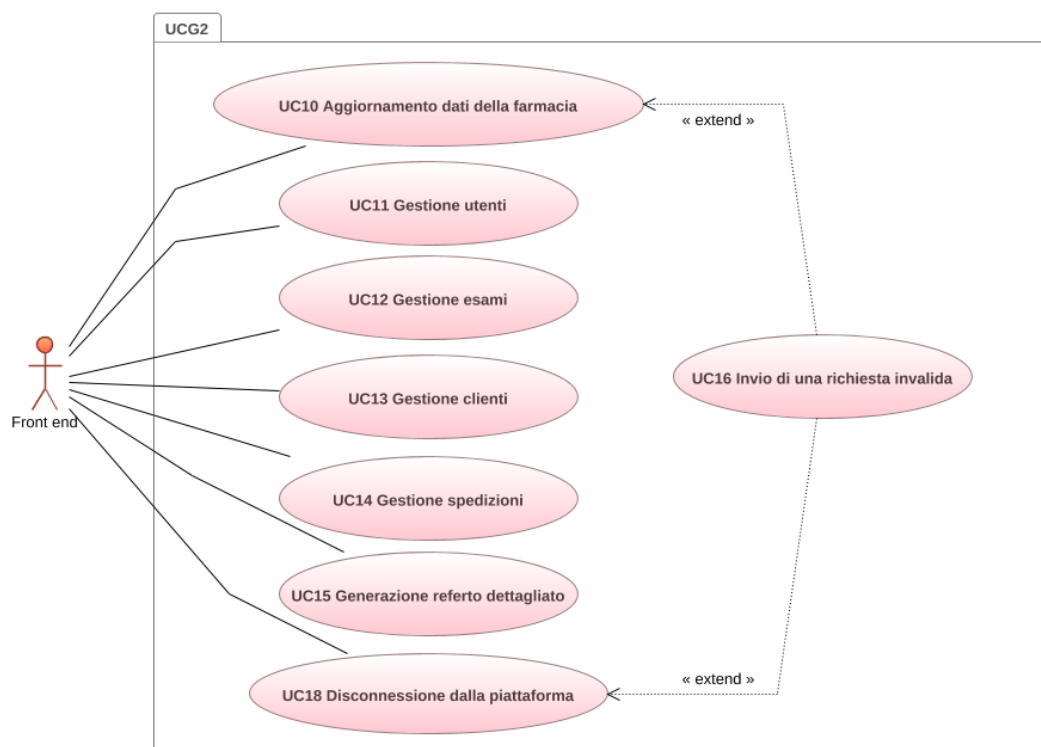 UCG2
UC10 Aggiornamento dati della farmacia
« extend »
UC11 Gestione utenti
UC12 Gestione esami
UC16 Invio di una richiesta invalida
UC13 Gestione clienti
Front end
UC14 Gestione spedizioni
UC15 Generazione referto dettagliato
« extend »
UC18 Disconnessione dalla piattaforma